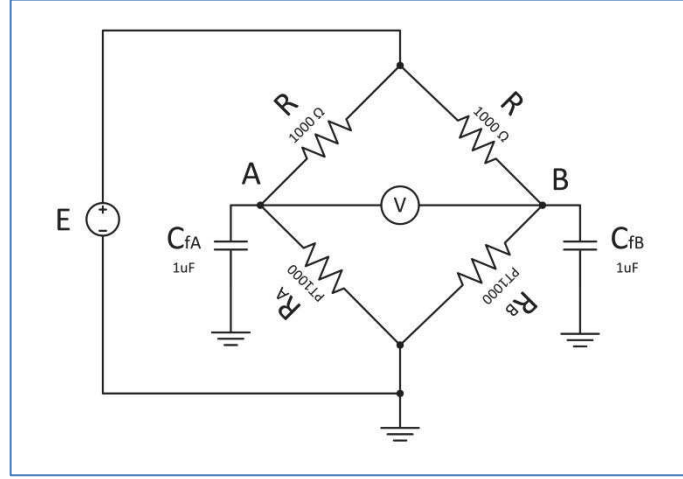 R
1000 Ω
R
1000 Ω
A
B
V
E
+
−
CfA
1uF
PT1000
RA
PT1000
RB
CfB
1uF